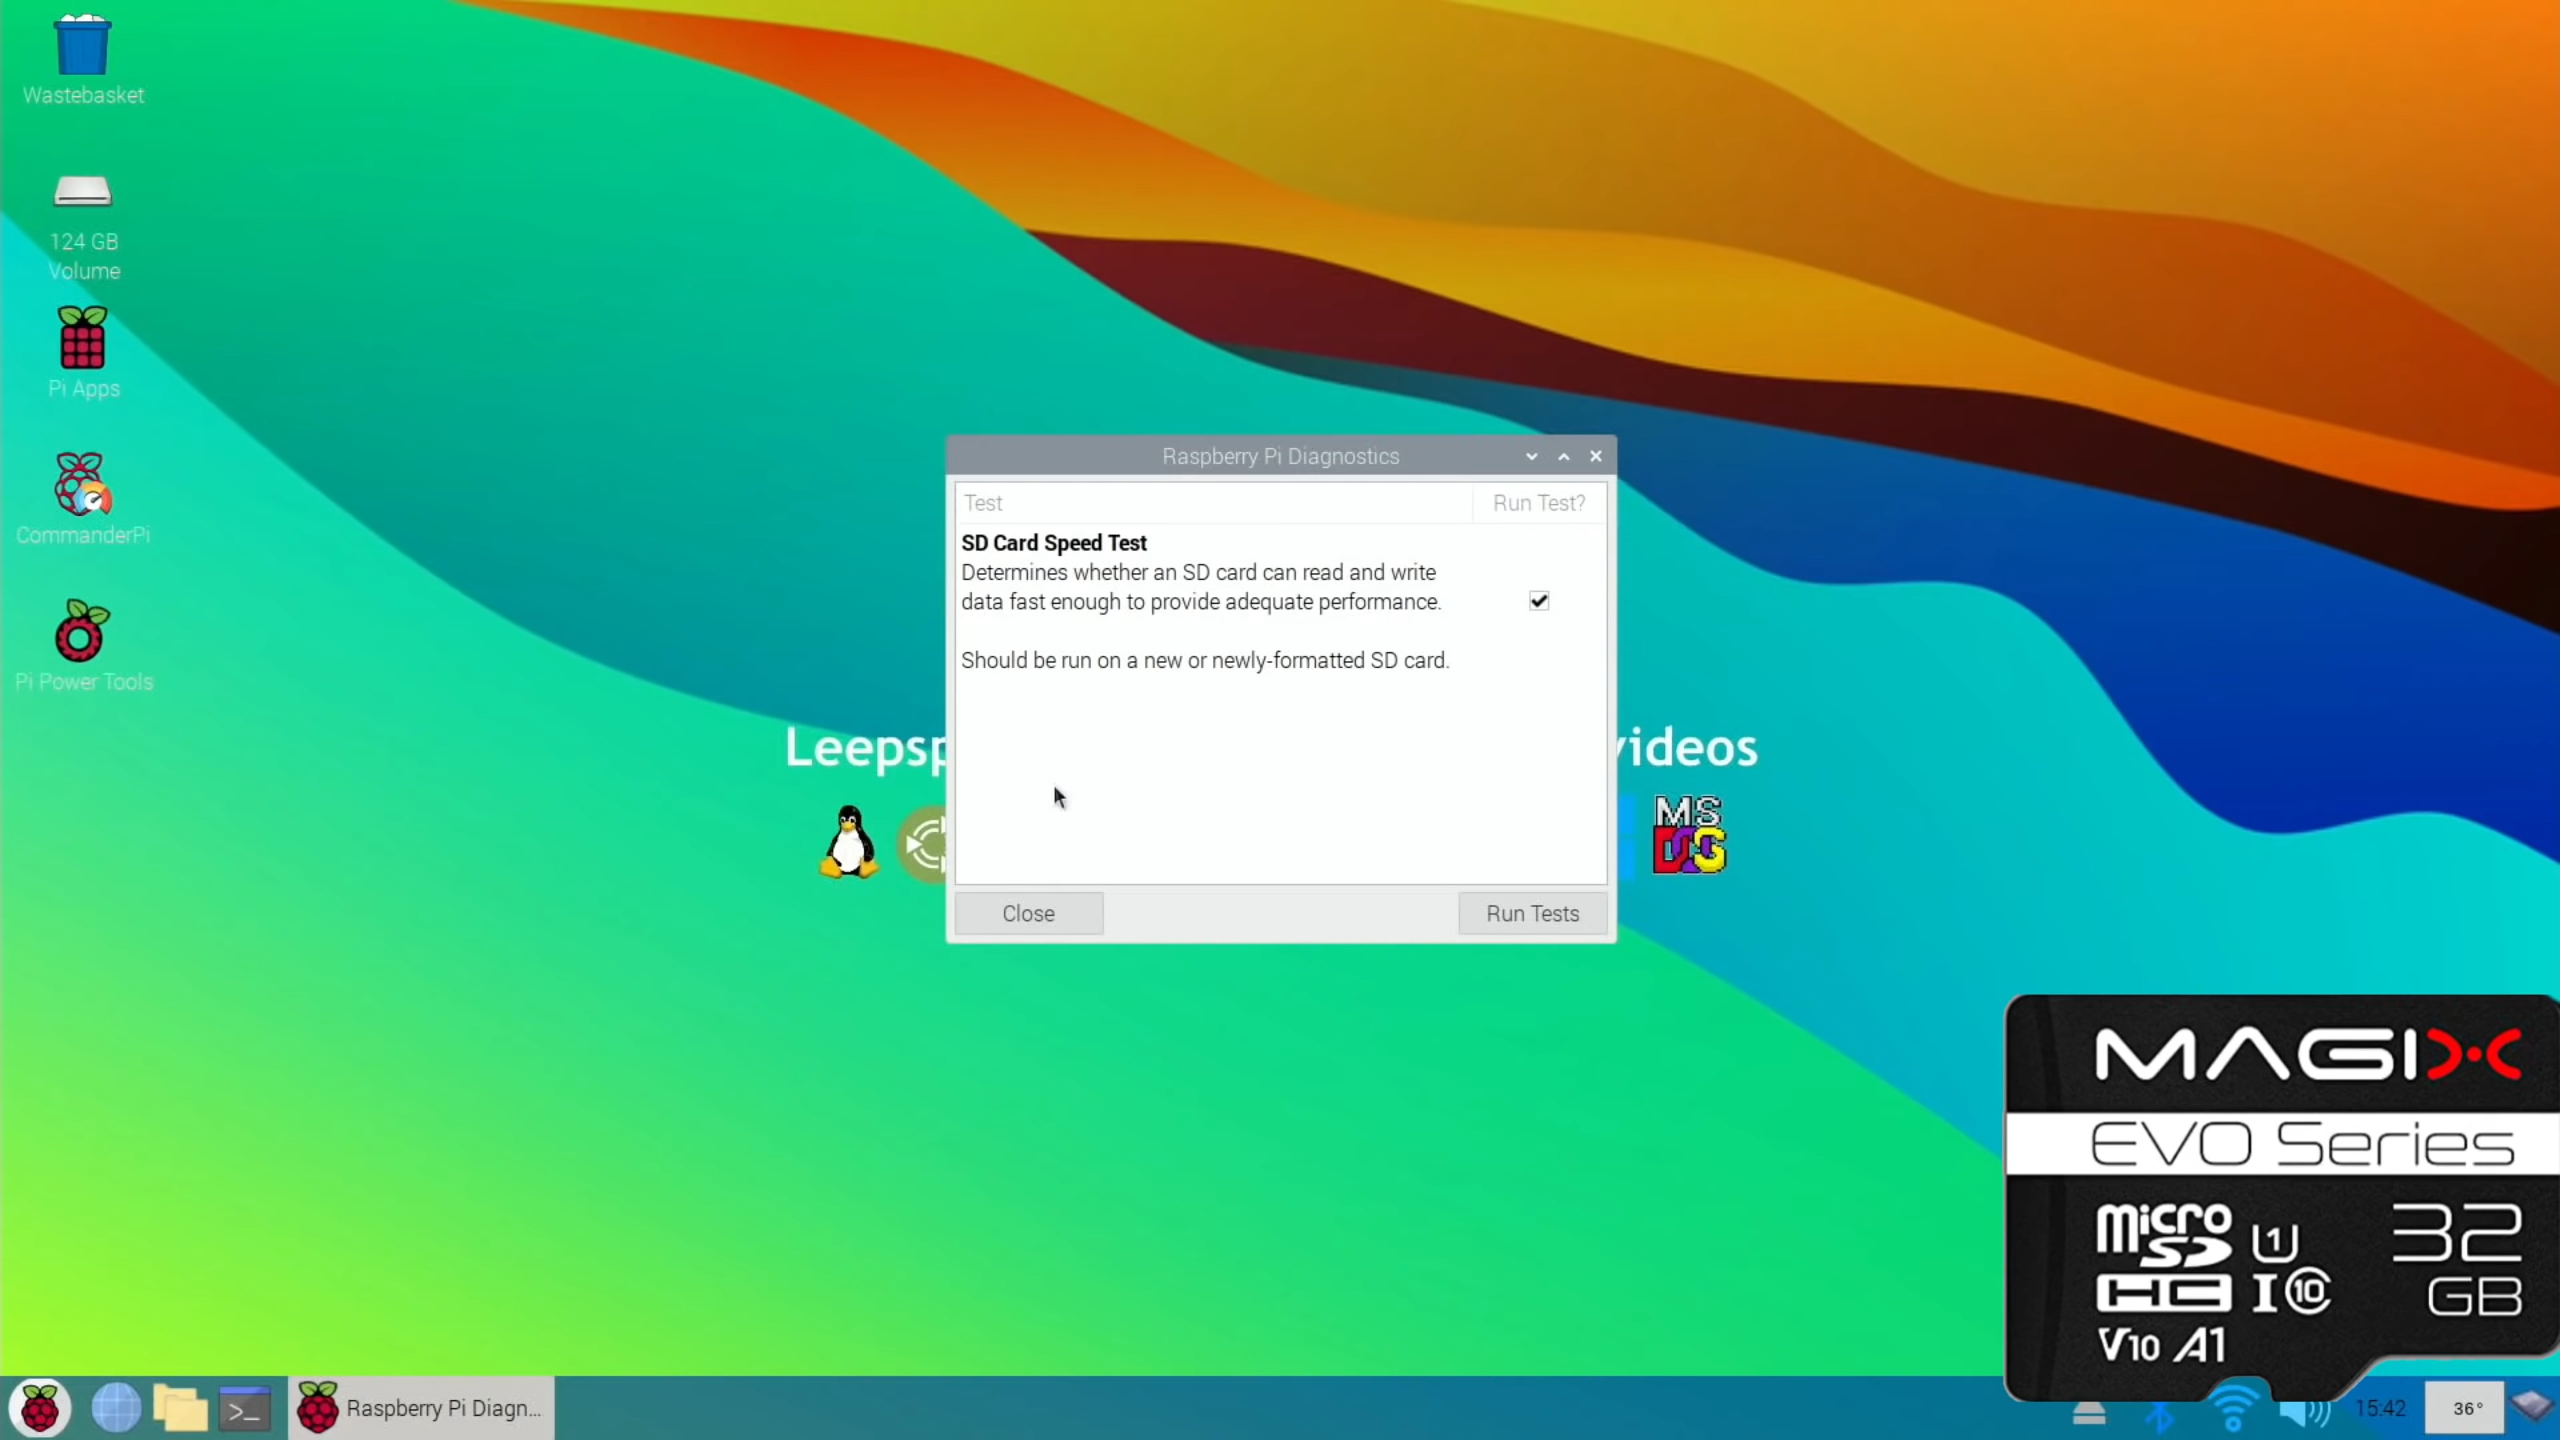 Wastebasket
124 GB
Volume
Pi Apps
CommanderPi
Pi Power Tools
Raspberry Pi Diagnostics
Test
Run Test?
SD Card Speed Test
Determines whether an SD card can read and write
data fast enough to provide adequate performance.
Should be run on a new or newly-formatted SD card.
Close
Run Tests
Leepsp
videos
MS
DOS
MAGIX
EVO Series
micro
SD
HC
U1
I
10
32
GB
V10 A1
>_
Raspberry Pi Diagn...
15:42
36°